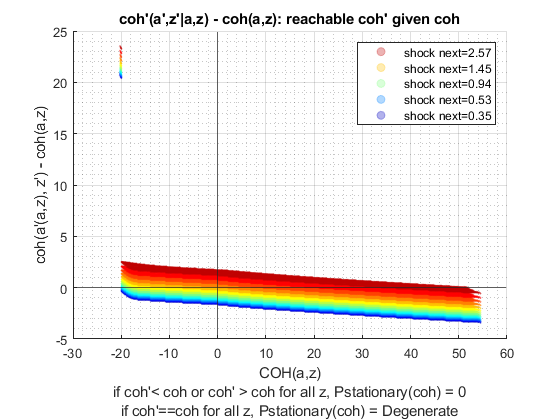 coh'(a',z'|a,z) - coh(a,z): reachable coh' given coh
25
20
15
10
5
0
-5
coh(a'(a,z), z') - coh(a,z)
shock next=2.57
shock next=1.45
shock next=0.94
shock next=0.53
shock next=0.35
-30
-20
-10
0
10
20
30
40
50
60
COH(a,z)
if coh'< coh or coh' > coh for all z, Pstationary(coh) = 0
if coh'==coh for all z, Pstationary(coh) = Degenerate